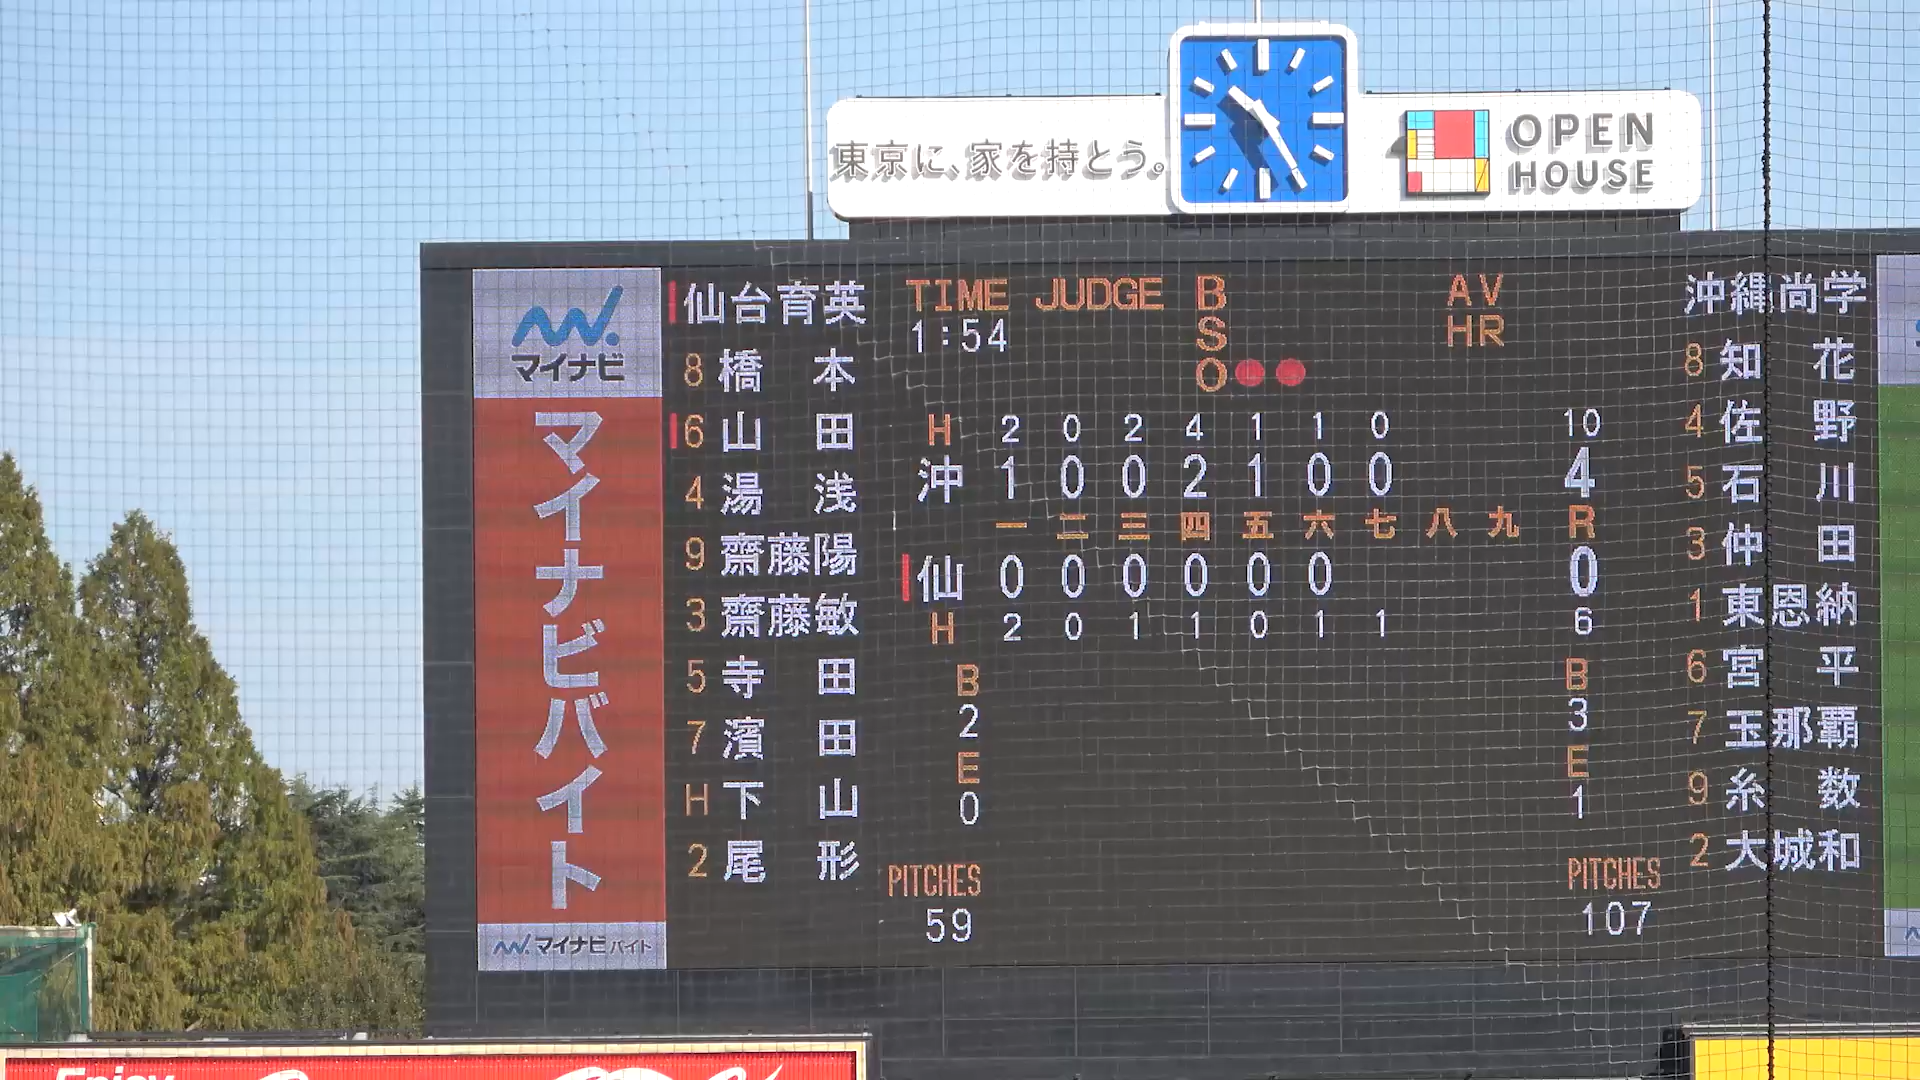 東京に、家を持とう。
OPEN
HOUSE
マイナビ
マイナビバイト
マイナビバイト
仙台育英
8 橋本
6 山田
4 湯浅
9 齋藤陽
3 齋藤敏
5 寺田
7 濱田
H 下山
2 尾形
TIME JUDGE B AV
1:54 S HR
O
H 2 0 2 4 1 1 0 10
沖 1 0 0 2 1 0 0 4
一 二 三 四 五 六 七 八 九 R
仙 0 0 0 0 0 0 0
H 2 0 1 1 0 1 1 6
B B
2 3
E E
0 1
PITCHES PITCHES
59 107
沖縄尚学
8 知花
4 佐野
5 石川
3 仲田
1 東恩納
6 宮平
7 玉那覇
9 糸数
2 大城和
Enjoy